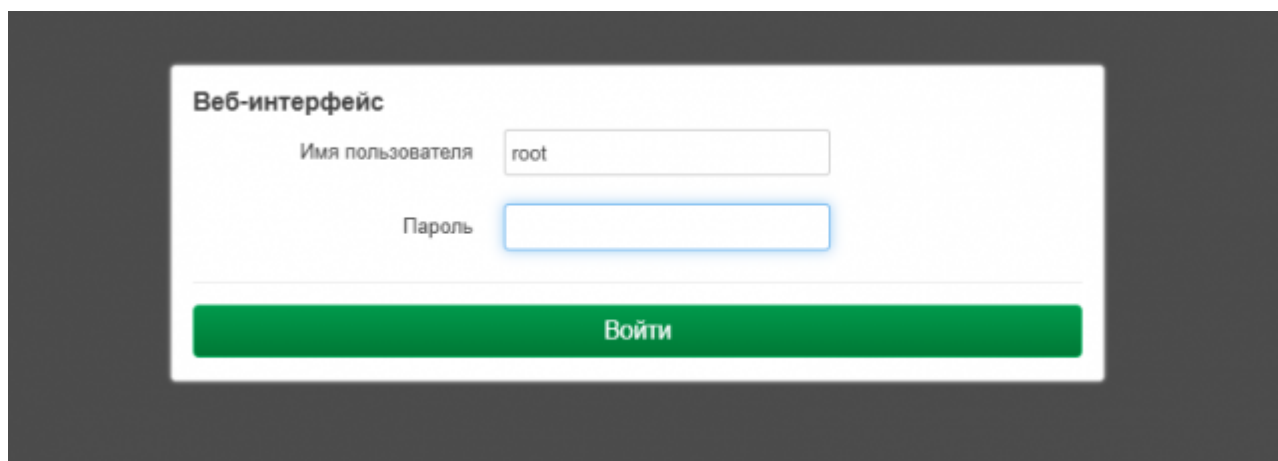 Веб-интерфейс
Имя пользователя root
Пароль
Войти